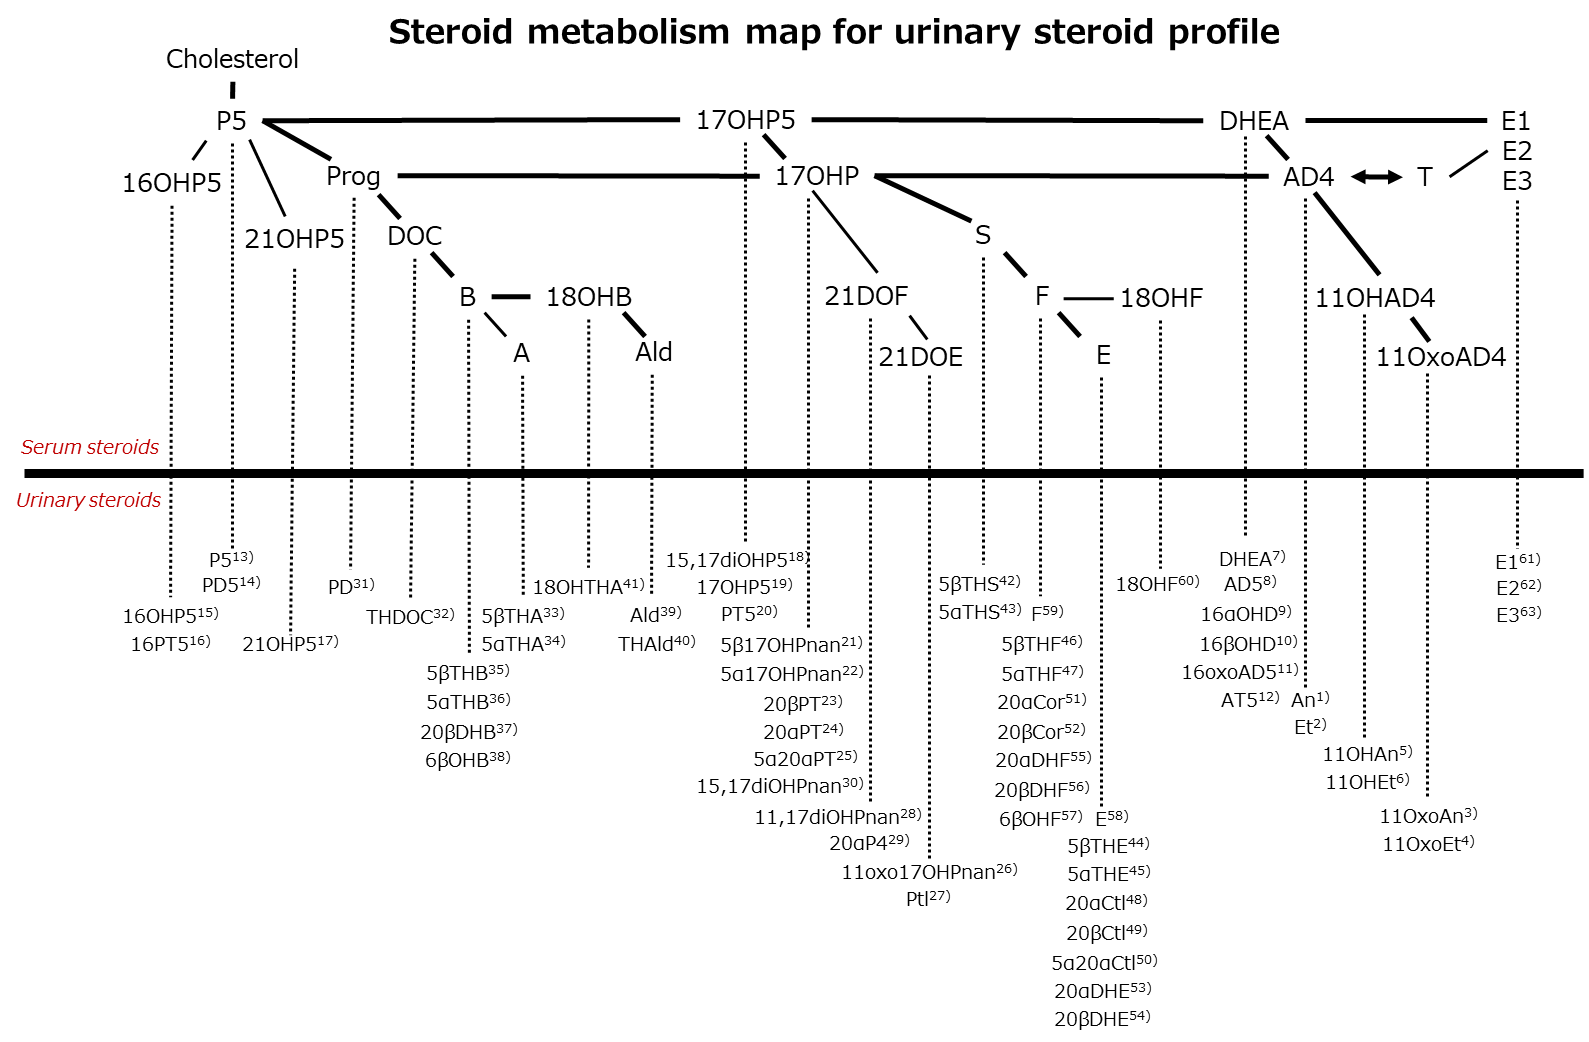 Steroid metabolism map for urinary steroid profile
Cholesterol
P5
17OHP5
DHEA
E1
E2
E3
16OHP5
Prog
17OHP
AD4
T
21OHP5
DOC
S
B
18OHB
21DOF
F
18OHF
11OHAD4
A
Ald
21DOE
E
11OxoAD4
Serum steroids
Urinary steroids
P513)
PD514)
16OHP515)
16PT516)
21OHP517)
PD31)
THDOC32)
5βTHB35)
5αTHB36)
20βDHB37)
6βOHB38)
5βTHA33)
5αTHA34)
18OHTHA41)
Ald39)
THAld40)
15,17diOHP518)
17OHP519)
PT520)
5β17OHPnan21)
5α17OHPnan22)
20βPT23)
20αPT24)
5α20αPT25)
15,17diOHPnan30)
11,17diOHPnan28)
20αP429)
11oxo17OHPnan26)
Ptl27)
5βTHS42)
5αTHS43)
F59)
5βTHF46)
5αTHF47)
20αCor51)
20βCor52)
20αDHF55)
20βDHF56)
6βOHF57)
E58)
5βTHE44)
5αTHE45)
20αCtl48)
20βCtl49)
5α20αCtl50)
20αDHE53)
20βDHE54)
18OHF60)
DHEA7)
AD58)
16αOHD9)
16βOHD10)
16oxoAD511)
AT512)
An1)
Et2)
11OHAn5)
11OHEt6)
11OxoAn3)
11OxoEt4)
E161)
E262)
E363)